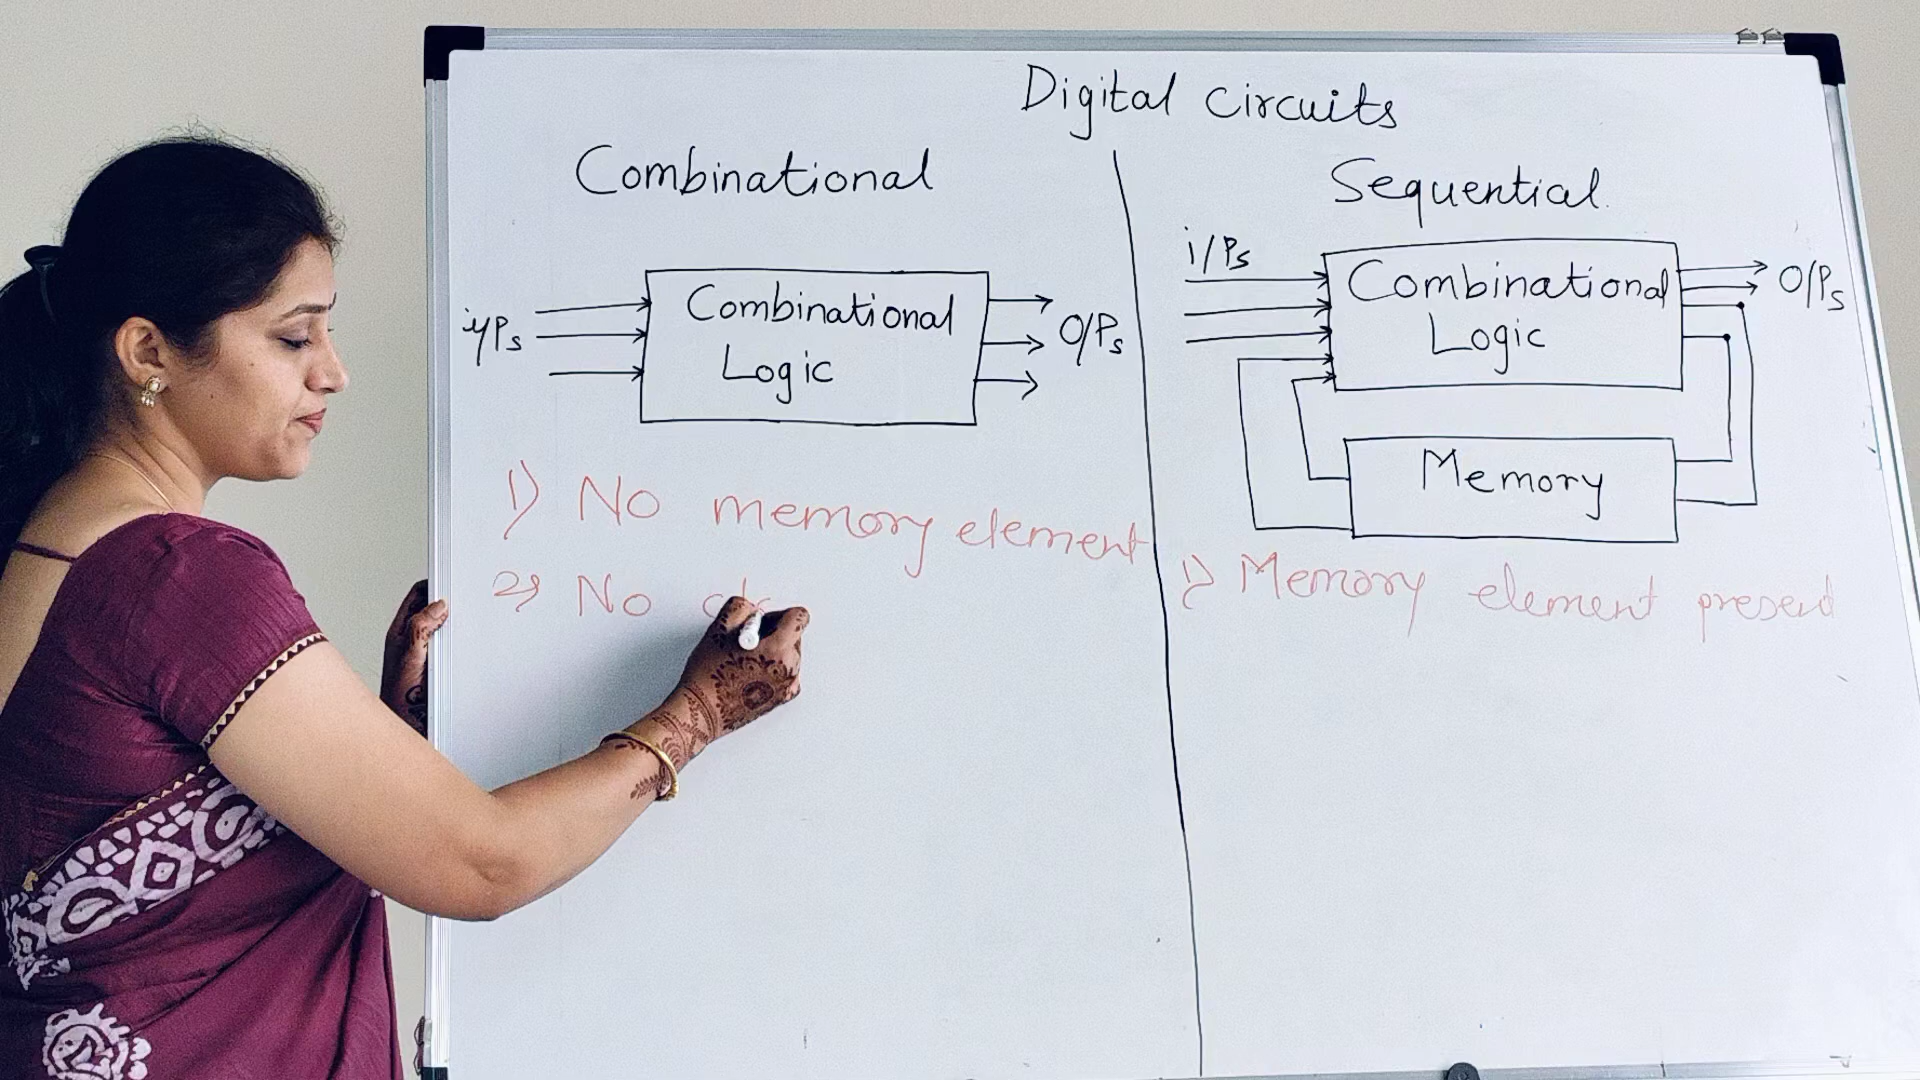 Digital Circuits
Combinational
i/Ps
Combinational
Logic
O/Ps
1) No memory element
2) No
Sequential
i/Ps
Combinational
Logic
O/Ps
Memory
1) Memory element present